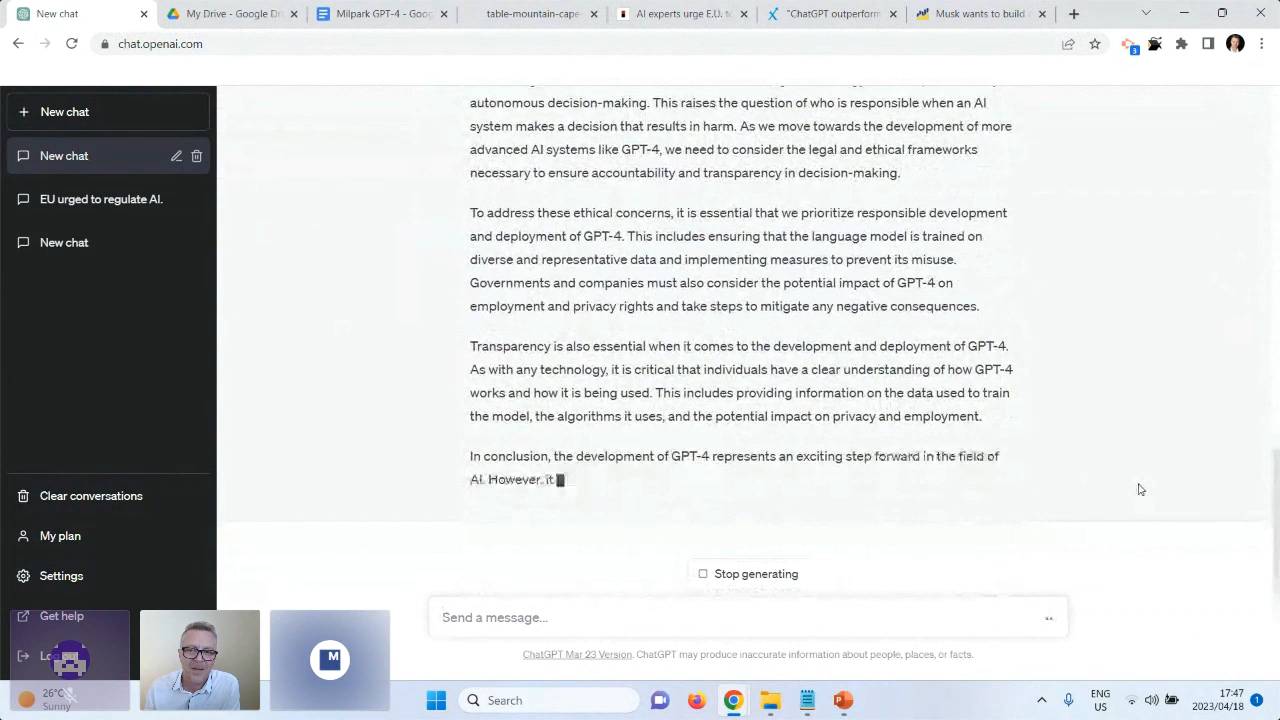 New chat
My Drive - Google Dr
Milpark GPT-4 - Goog
table-mountain-cape
AI experts urge E.U. to
"ChatGPT outperform
Musk wants to build
chat.openai.com
3
New chat
New chat
EU urged to regulate AI.
New chat
Clear conversations
My plan
Settings
Get help
Lo
autonomous decision-making. This raises the question of who is responsible when an AI
system makes a decision that results in harm. As we move towards the development of more
advanced AI systems like GPT-4, we need to consider the legal and ethical frameworks
necessary to ensure accountability and transparency in decision-making.
To address these ethical concerns, it is essential that we prioritize responsible development
and deployment of GPT-4. This includes ensuring that the language model is trained on
diverse and representative data and implementing measures to prevent its misuse.
Governments and companies must also consider the potential impact of GPT-4 on
employment and privacy rights and take steps to mitigate any negative consequences.
Transparency is also essential when it comes to the development and deployment of GPT-4.
As with any technology, it is critical that individuals have a clear understanding of how GPT-4
works and how it is being used. This includes providing information on the data used to train
the model, the algorithms it uses, and the potential impact on privacy and employment.
In conclusion, the development of GPT-4 represents an exciting step forward in the field of
AI. However, it
Stop generating
Send a message...
ChatGPT Mar 23 Version. ChatGPT may produce inaccurate information about people, places, or facts.
M
26°C
Sunny
Search
ENG
US
17:47
2023/04/18
1